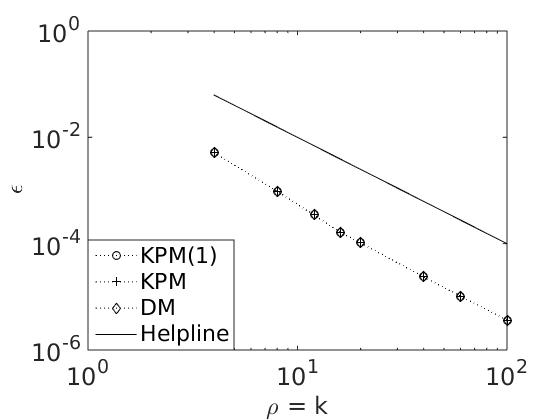 10^0
10^-2
10^-4
10^-6
ϵ
KPM(1)
KPM
DM
Helpline
10^0
10^1
10^2
ρ = k